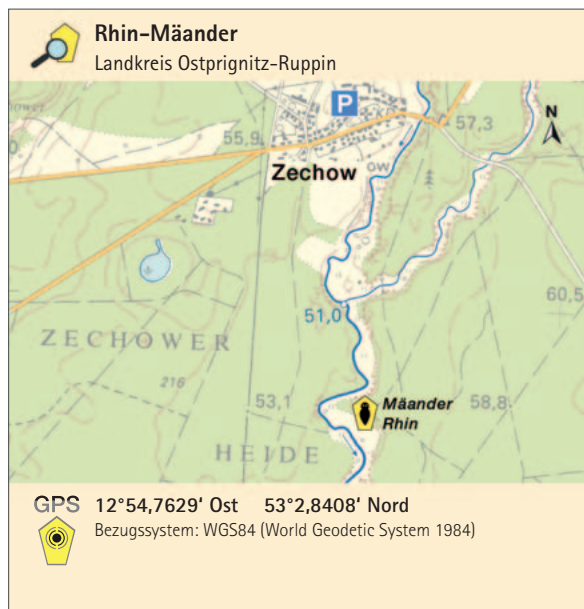 Rhin-Mäander
Landkreis Ostprignitz-Ruppin
P
N
55,9
57,3
Zechow
ow
60,5
51,0
ZECHOWER
216
53,1
58,8
Mäander
Rhin
HEIDE
GPS 12°54,7629' Ost 53°2,8408' Nord
Bezugssystem: WGS84 (World Geodetic System 1984)